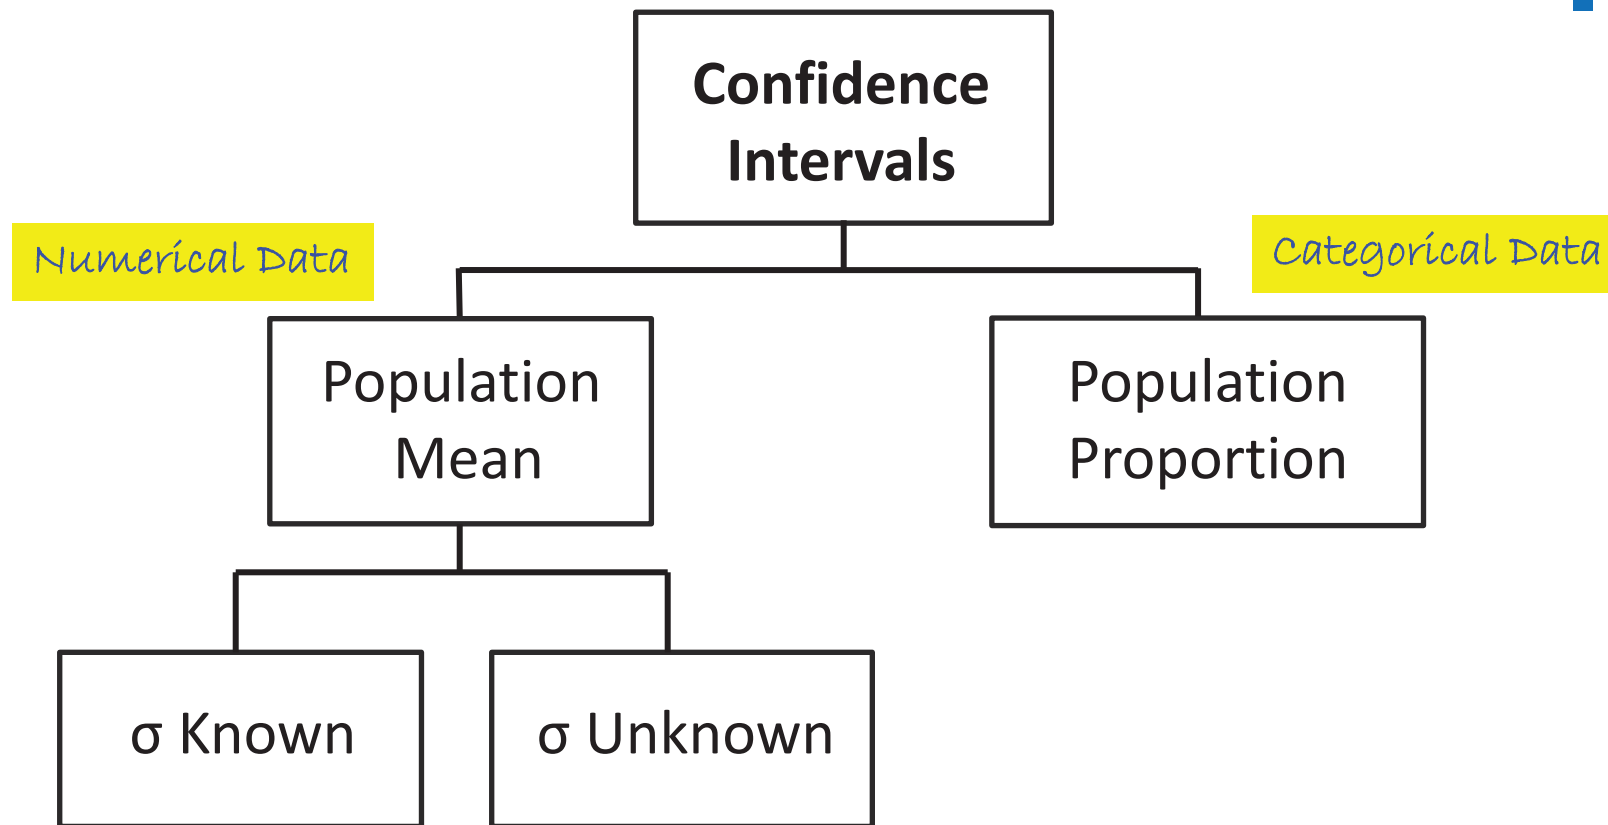 Confidence
Intervals
Numerical Data
Categorical Data
Population
Mean
Population
Proportion
σ Known
σ Unknown